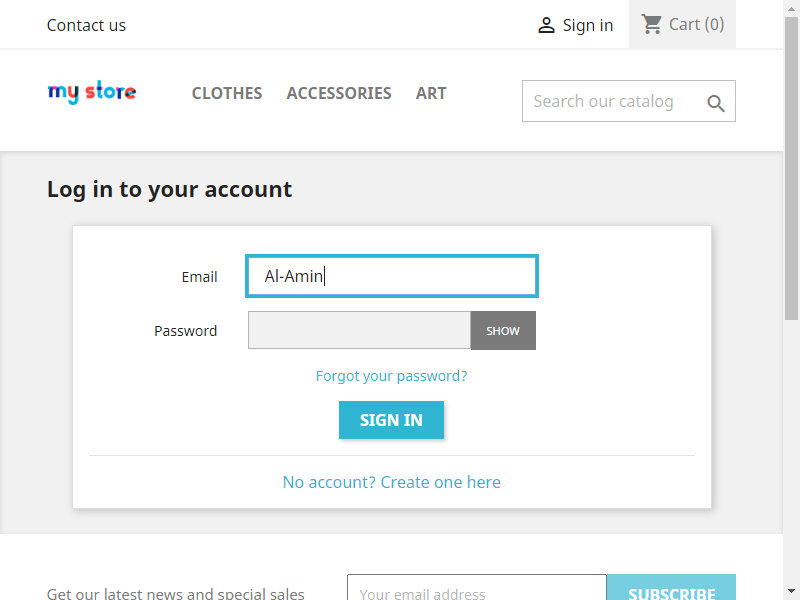 Contact us
Sign in
Cart (0)
my store
CLOTHES
ACCESSORIES
ART
Search our catalog
Log in to your account
Email
Al-Amin
Password
SHOW
Forgot your password?
SIGN IN
No account? Create one here
Get our latest news and special sales
Your email address
SUBSCRIBE